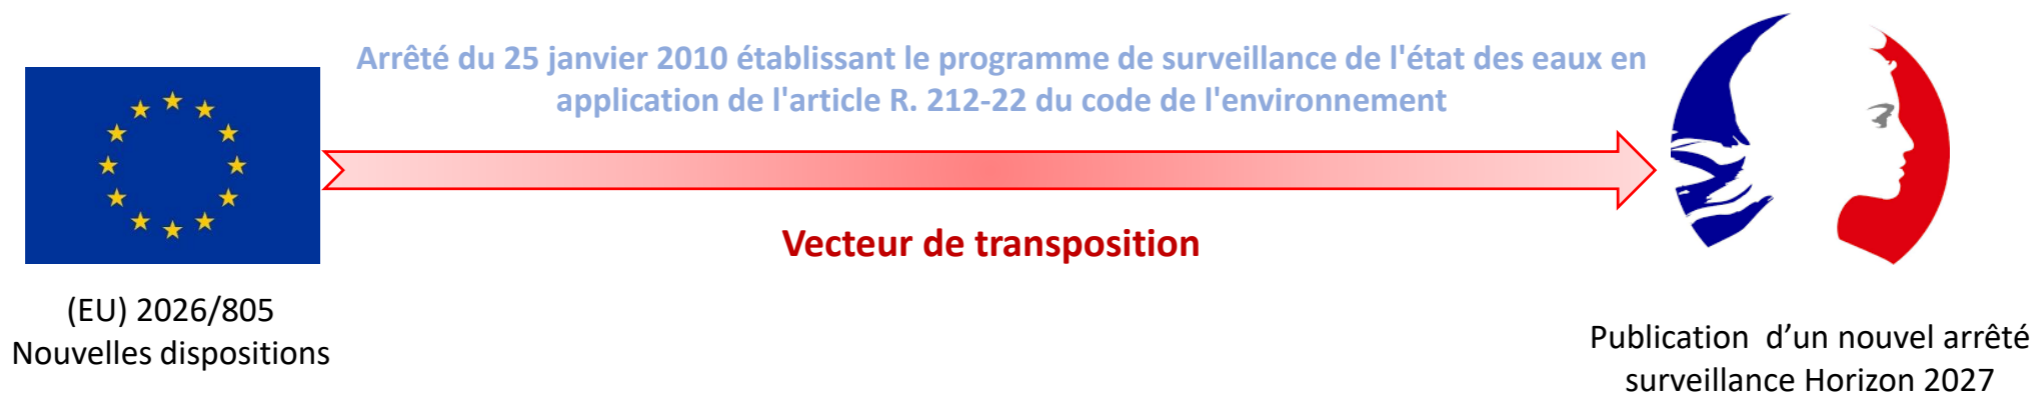 Arrêté du 25 janvier 2010 établissant le programme de surveillance de l'état des eaux en
application de l'article R. 212-22 du code de l'environnement
Vecteur de transposition
(EU) 2026/805
Nouvelles dispositions
Publication d’un nouvel arrêté
surveillance Horizon 2027